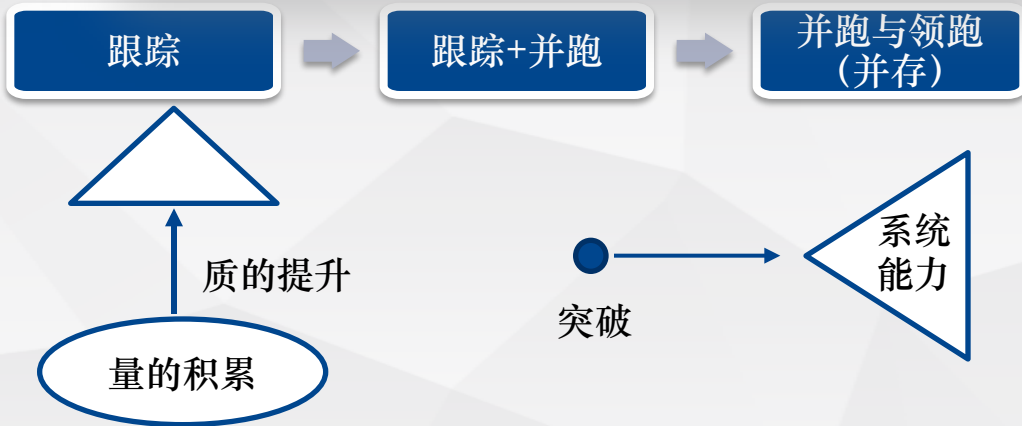 跟踪
跟踪+并跑
并跑与领跑
（并存）
质的提升
量的积累
突破
系统
能力